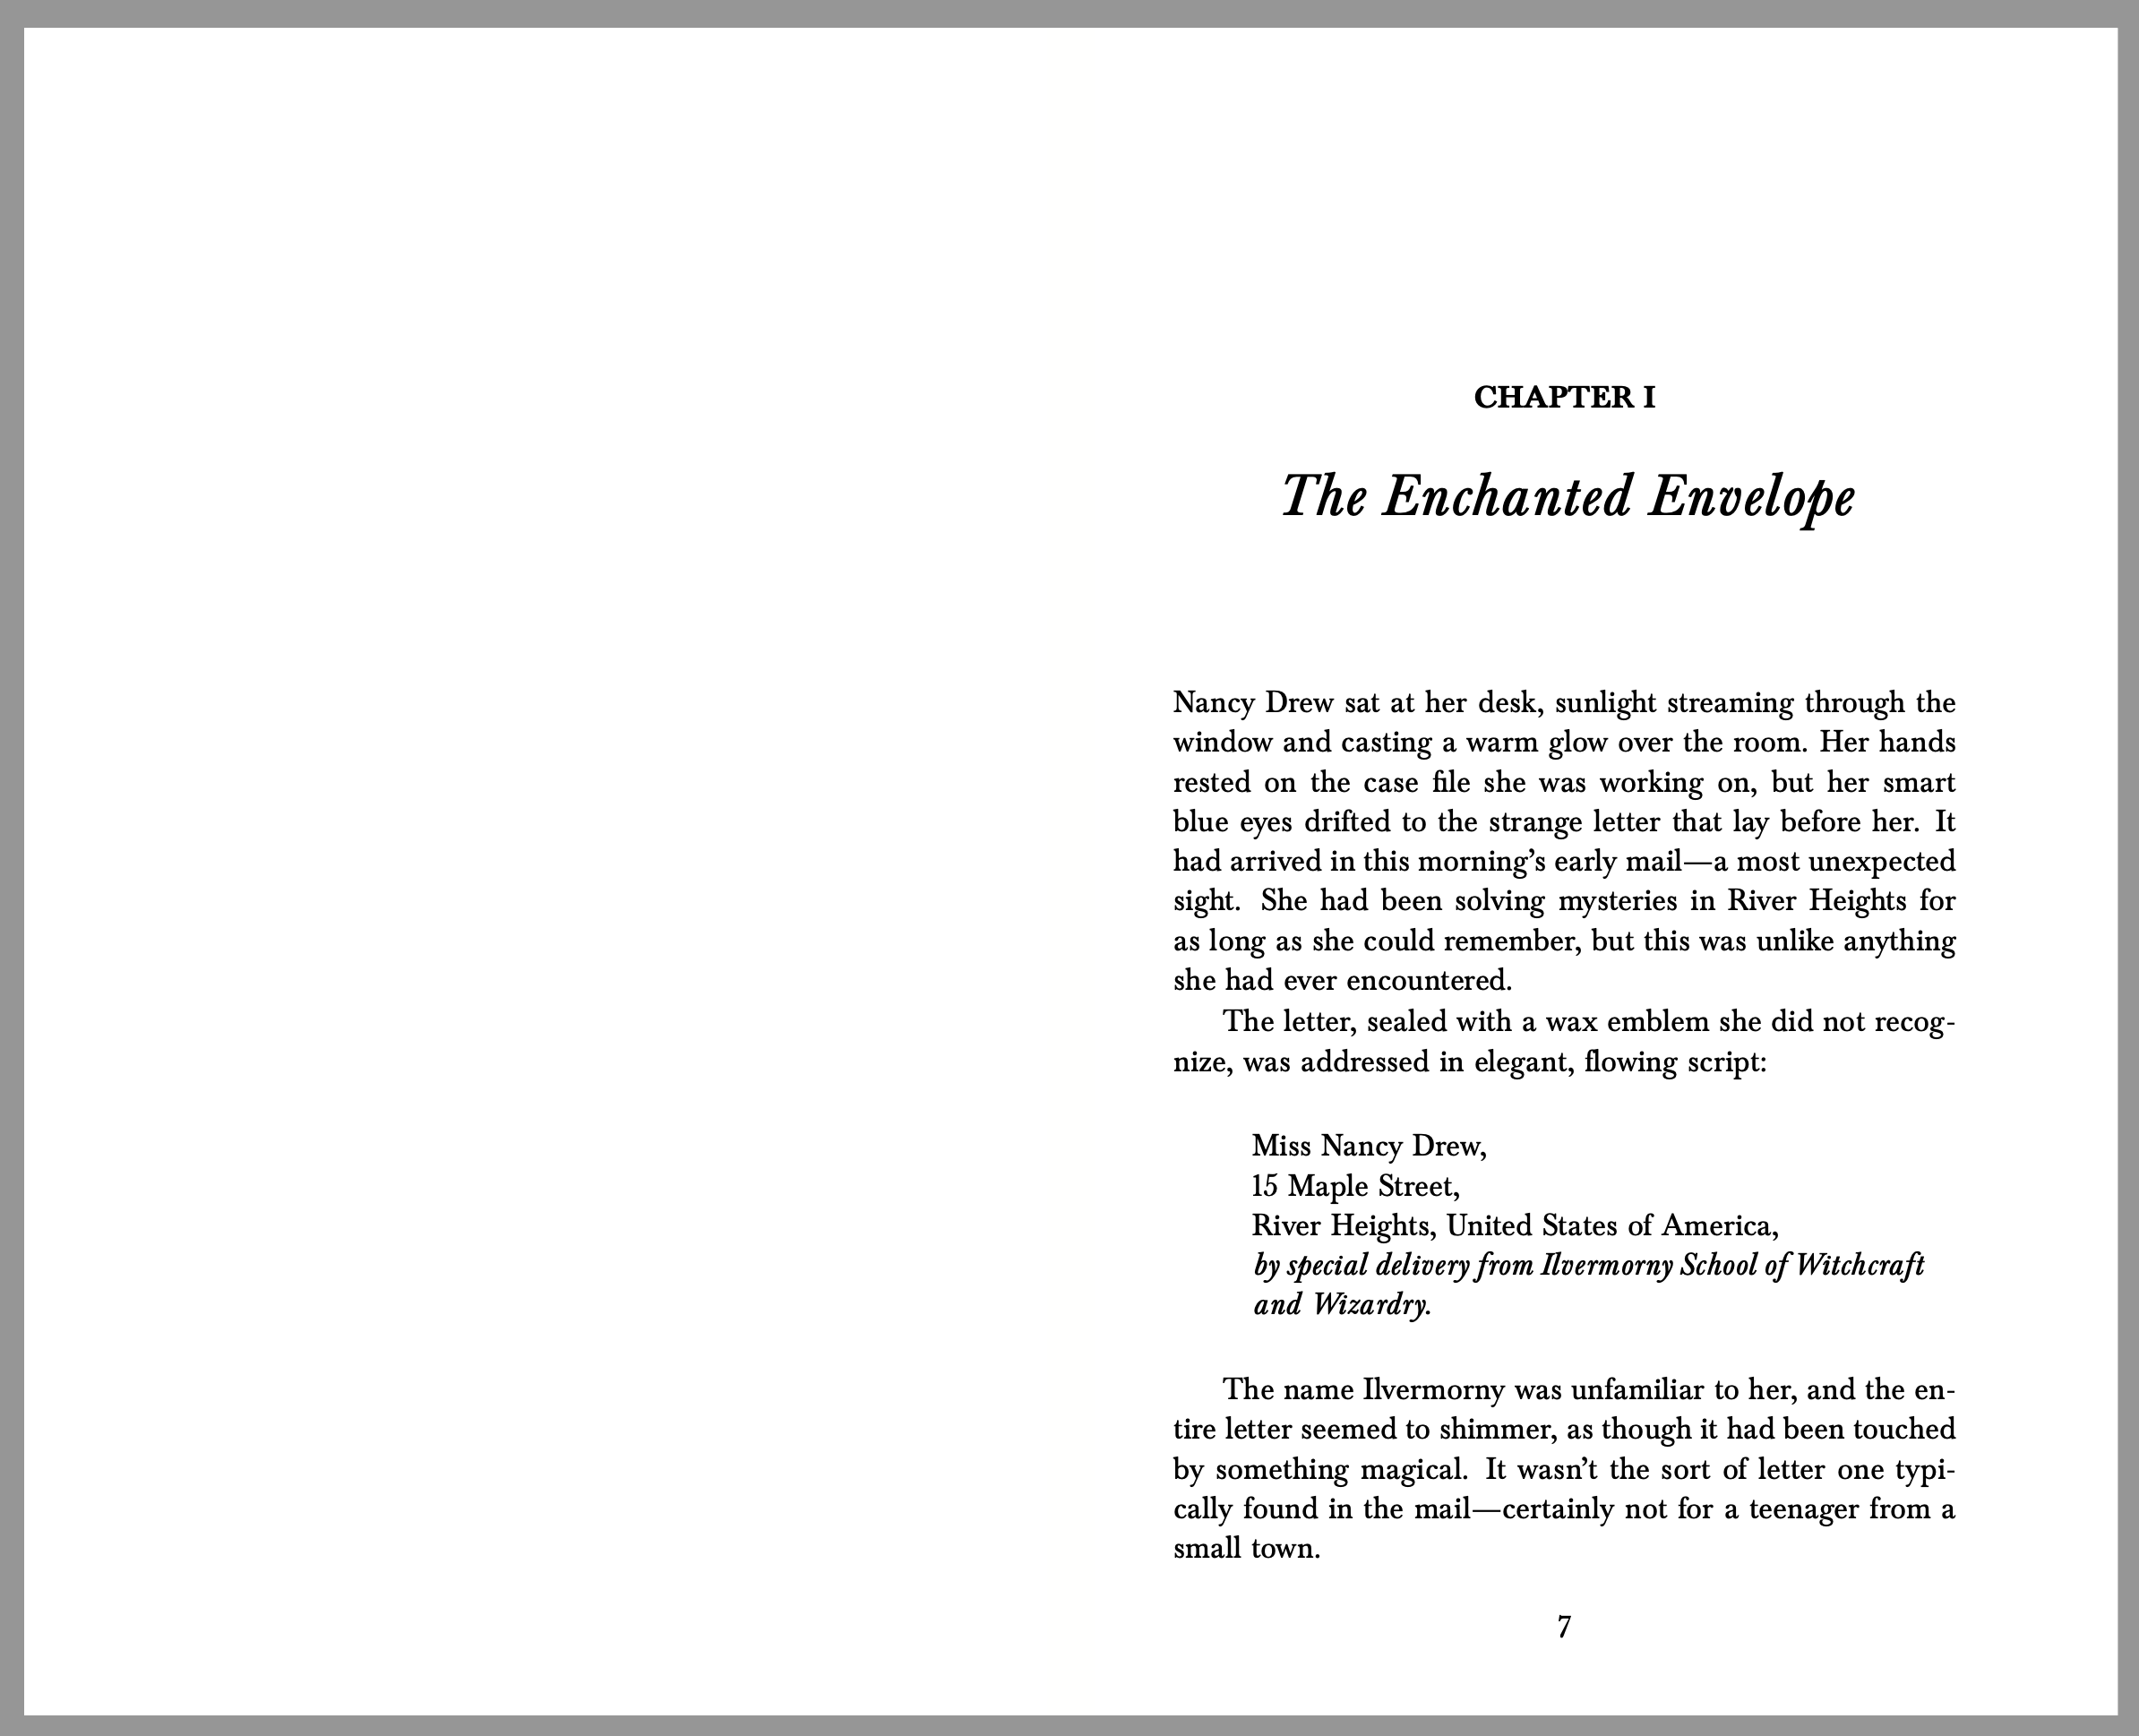 CHAPTER I
The Enchanted Envelope
Nancy Drew sat at her desk, sunlight streaming through the
window and casting a warm glow over the room. Her hands
rested on the case file she was working on, but her smart
blue eyes drifted to the strange letter that lay before her. It
had arrived in this morning’s early mail—a most unexpected
sight. She had been solving mysteries in River Heights for
as long as she could remember, but this was unlike anything
she had ever encountered.
The letter, sealed with a wax emblem she did not recog-
nize, was addressed in elegant, flowing script:
Miss Nancy Drew,
15 Maple Street,
River Heights, United States of America,
by special delivery from Ilvermorny School of Witchcraft
and Wizardry.
The name Ilvermorny was unfamiliar to her, and the en-
tire letter seemed to shimmer, as though it had been touched
by something magical. It wasn’t the sort of letter one typi-
cally found in the mail—certainly not for a teenager from a
small town.
7